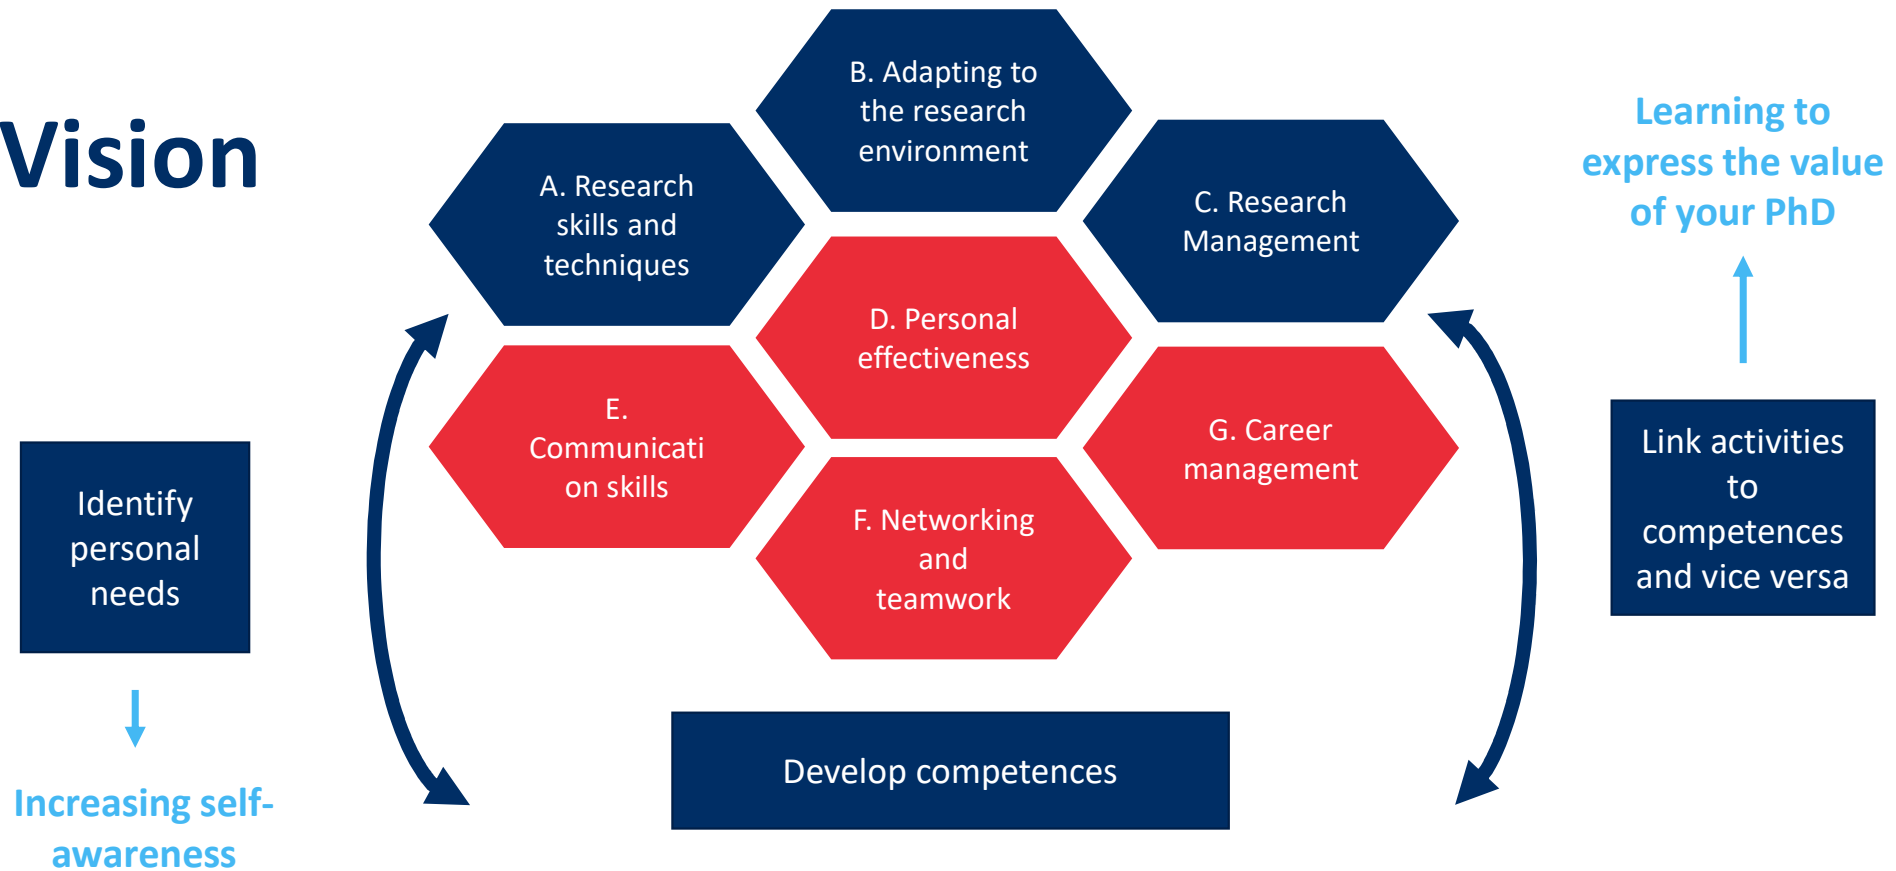 Vision
A. Research
skills and
techniques
B. Adapting to
the research
environment
C. Research
Management
D. Personal
effectiveness
E.
Communicati
on skills
F. Networking
and
teamwork
G. Career
management
Identify
personal
needs
Increasing self-
awareness
Develop competences
Learning to
express the value
of your PhD
Link activities
to
competences
and vice versa